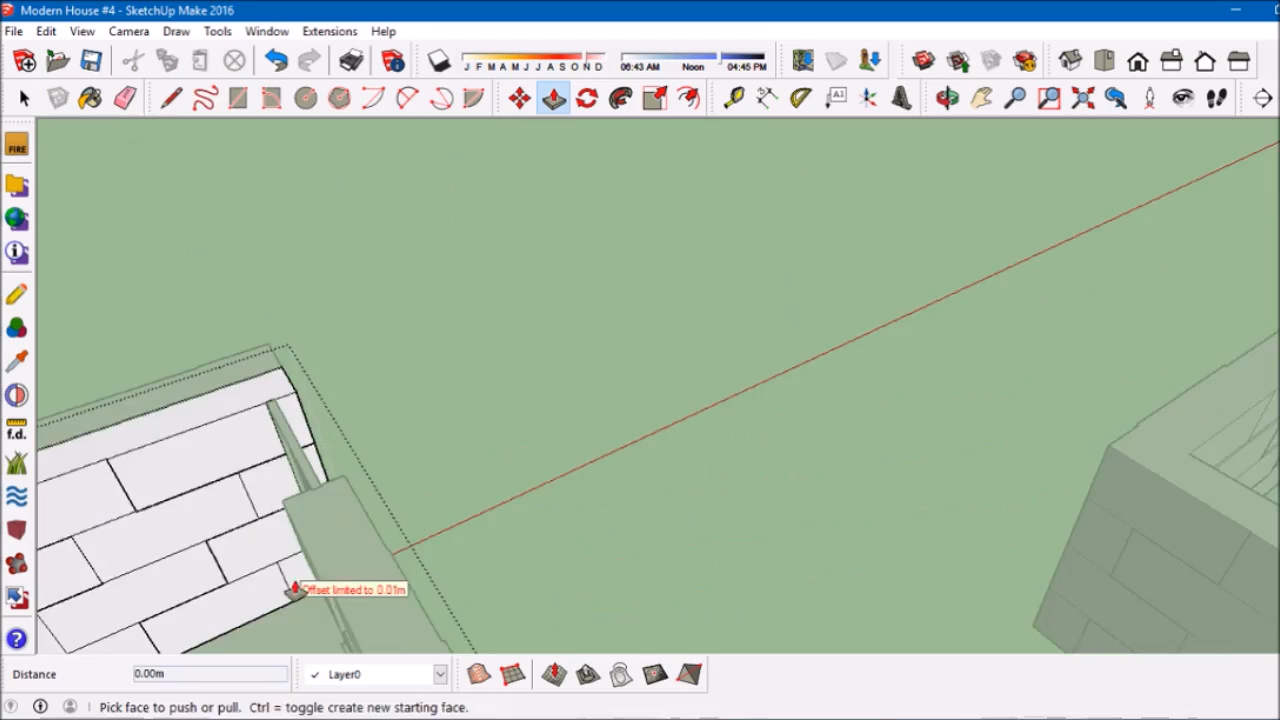 Modern House #4 - SketchUp Make 2016
File Edit View Camera Draw Tools Window Extensions Help
J F M A M J J A S O N D 06:43 AM Noon 04:45 PM
A1
FIRE
f.d.
Offset limited to 0.01m
Distance 0.00m Layer0
Pick face to push or pull. Ctrl = toggle create new starting face.